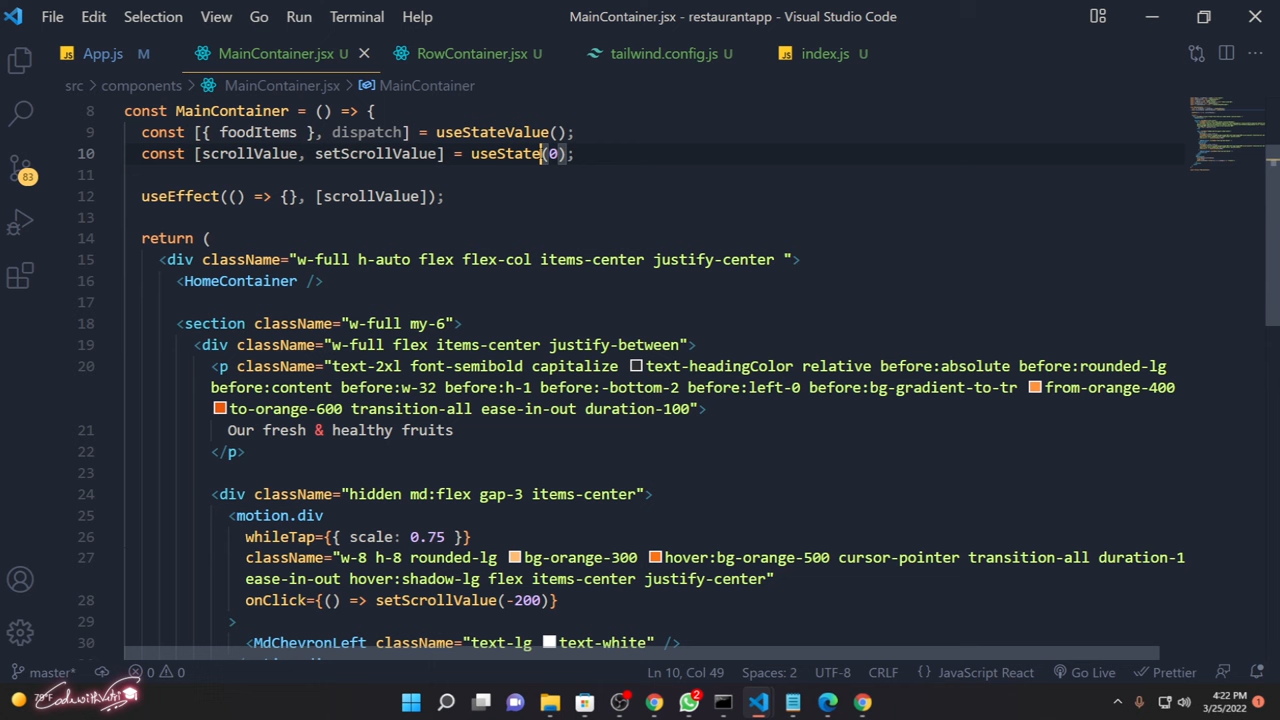 File Edit Selection View Go Run Terminal Help MainContainer.jsx - restaurantapp - Visual Studio Code
JS App.js M MainContainer.jsx U RowContainer.jsx U tailwind.config.js U JS index.js U
src > components > MainContainer.jsx > MainContainer
8 const MainContainer = () => {
9 const [{ foodItems }, dispatch] = useStateValue();
10 const [scrollValue, setScrollValue] = useState(0);
11
12 useEffect(() => {}, [scrollValue]);
13
14 return (
15 <div className="w-full h-auto flex flex-col items-center justify-center ">
16 <HomeContainer />
17
18 <section className="w-full my-6">
19 <div className="w-full flex items-center justify-between">
20 <p className="text-2xl font-semibold capitalize text-headingColor relative before:absolute before:rounded-lg
before:content before:w-32 before:h-1 before:-bottom-2 before:left-0 before:bg-gradient-to-tr from-orange-400
to-orange-600 transition-all ease-in-out duration-100">
21 Our fresh & healthy fruits
22 </p>
23
24 <div className="hidden md:flex gap-3 items-center">
25 <motion.div
26 whileTap={{ scale: 0.75 }}
27 className="w-8 h-8 rounded-lg bg-orange-300 hover:bg-orange-500 cursor-pointer transition-all duration-1
ease-in-out hover:shadow-lg flex items-center justify-center"
28 onClick={() => setScrollValue(-200)}
29 >
30 <MdChevronLeft className="text-lg text-white" />
83
master* 0 0 Ln 10, Col 49 Spaces: 2 UTF-8 CRLF { } JavaScript React Go Live Prettier
CodewithVetri 2 4:22 PM
3/25/2022 1